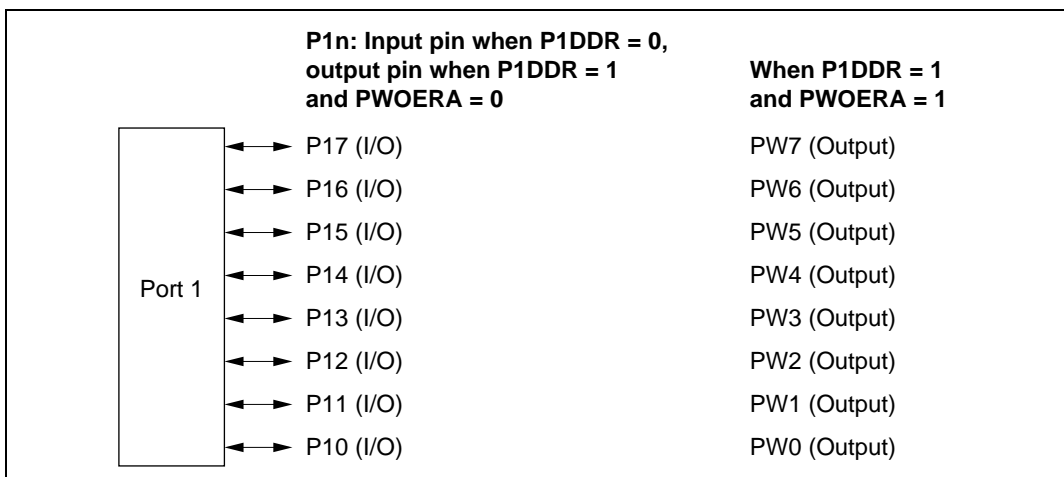 P1n: Input pin when P1DDR = 0,
output pin when P1DDR = 1
and PWOERA = 0
When P1DDR = 1
and PWOERA = 1
Port 1
P17 (I/O) PW7 (Output)
P16 (I/O) PW6 (Output)
P15 (I/O) PW5 (Output)
P14 (I/O) PW4 (Output)
P13 (I/O) PW3 (Output)
P12 (I/O) PW2 (Output)
P11 (I/O) PW1 (Output)
P10 (I/O) PW0 (Output)